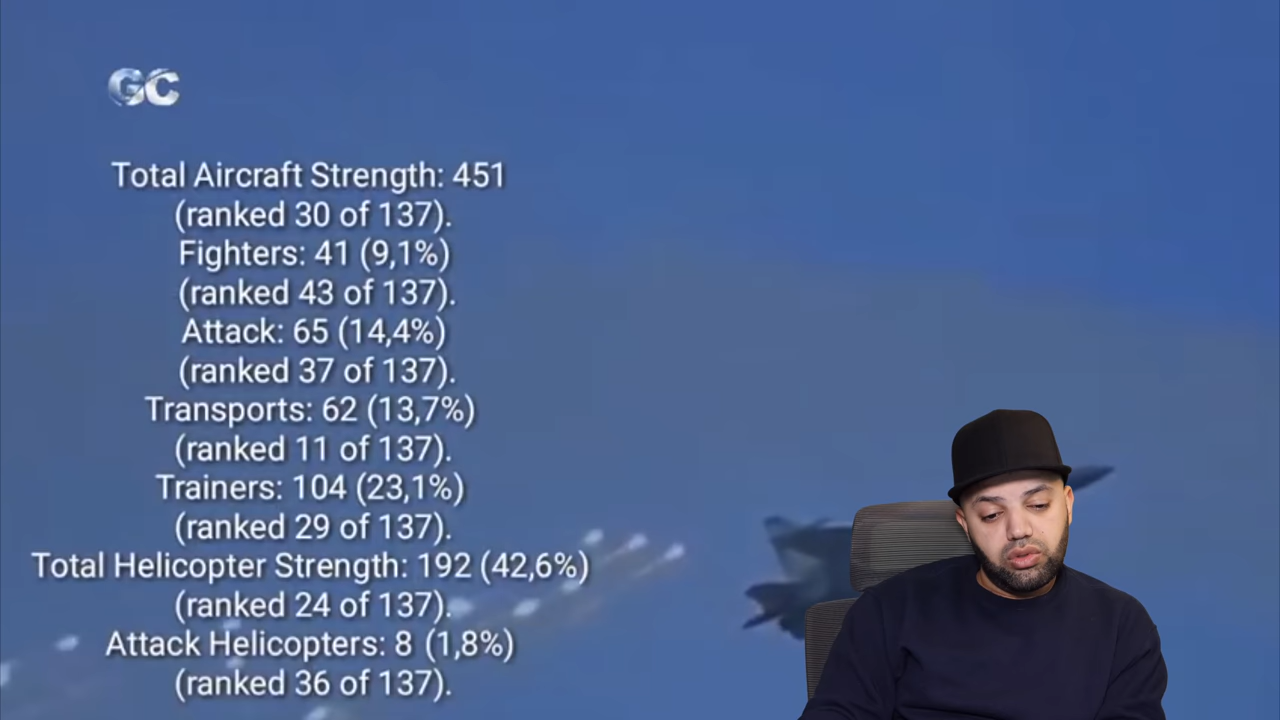 GC
Total Aircraft Strength: 451
(ranked 30 of 137).
Fighters: 41 (9,1%)
(ranked 43 of 137).
Attack: 65 (14,4%)
(ranked 37 of 137).
Transports: 62 (13,7%)
(ranked 11 of 137).
Trainers: 104 (23,1%)
(ranked 29 of 137).
Total Helicopter Strength: 192 (42,6%)
(ranked 24 of 137).
Attack Helicopters: 8 (1,8%)
(ranked 36 of 137).